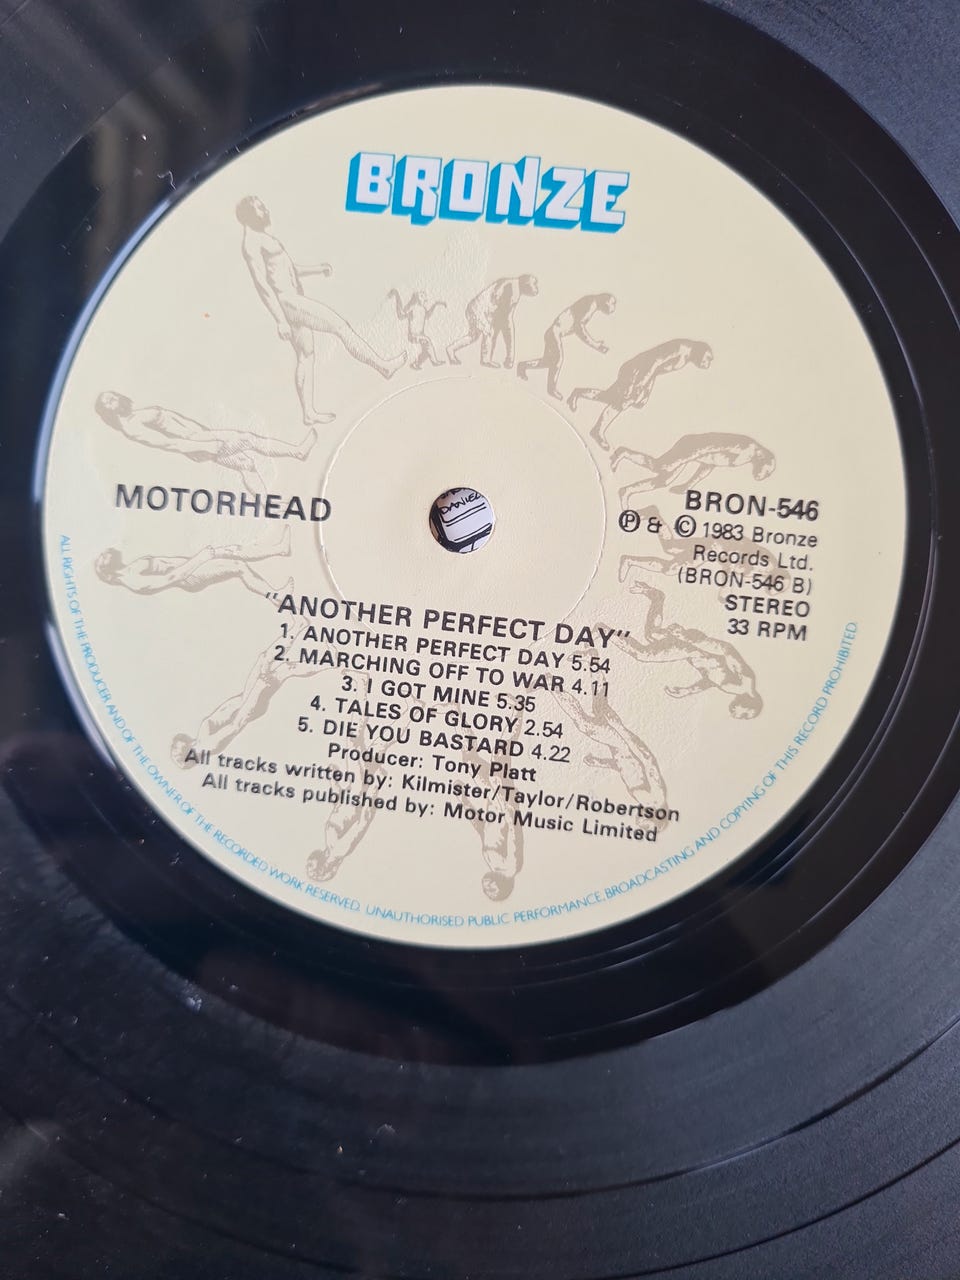 BRONZE
MOTORHEAD
BRON-546
℗ & © 1983 Bronze
Records Ltd.
(BRON-546 B)
STEREO
33 RPM
DANIEL
"ANOTHER PERFECT DAY"
1. ANOTHER PERFECT DAY 5.54
2. MARCHING OFF TO WAR 4.11
3. I GOT MINE 5.35
4. TALES OF GLORY 2.54
5. DIE YOU BASTARD 4.22
Producer: Tony Platt
All tracks written by: Kilmister/Taylor/Robertson
All tracks published by: Motor Music Limited
ALL RIGHTS OF THE PRODUCER AND OF THE OWNER OF THE RECORDED WORK RESERVED. UNAUTHORISED PUBLIC PERFORMANCE, BROADCASTING AND COPYING OF THIS RECORD PROHIBITED.